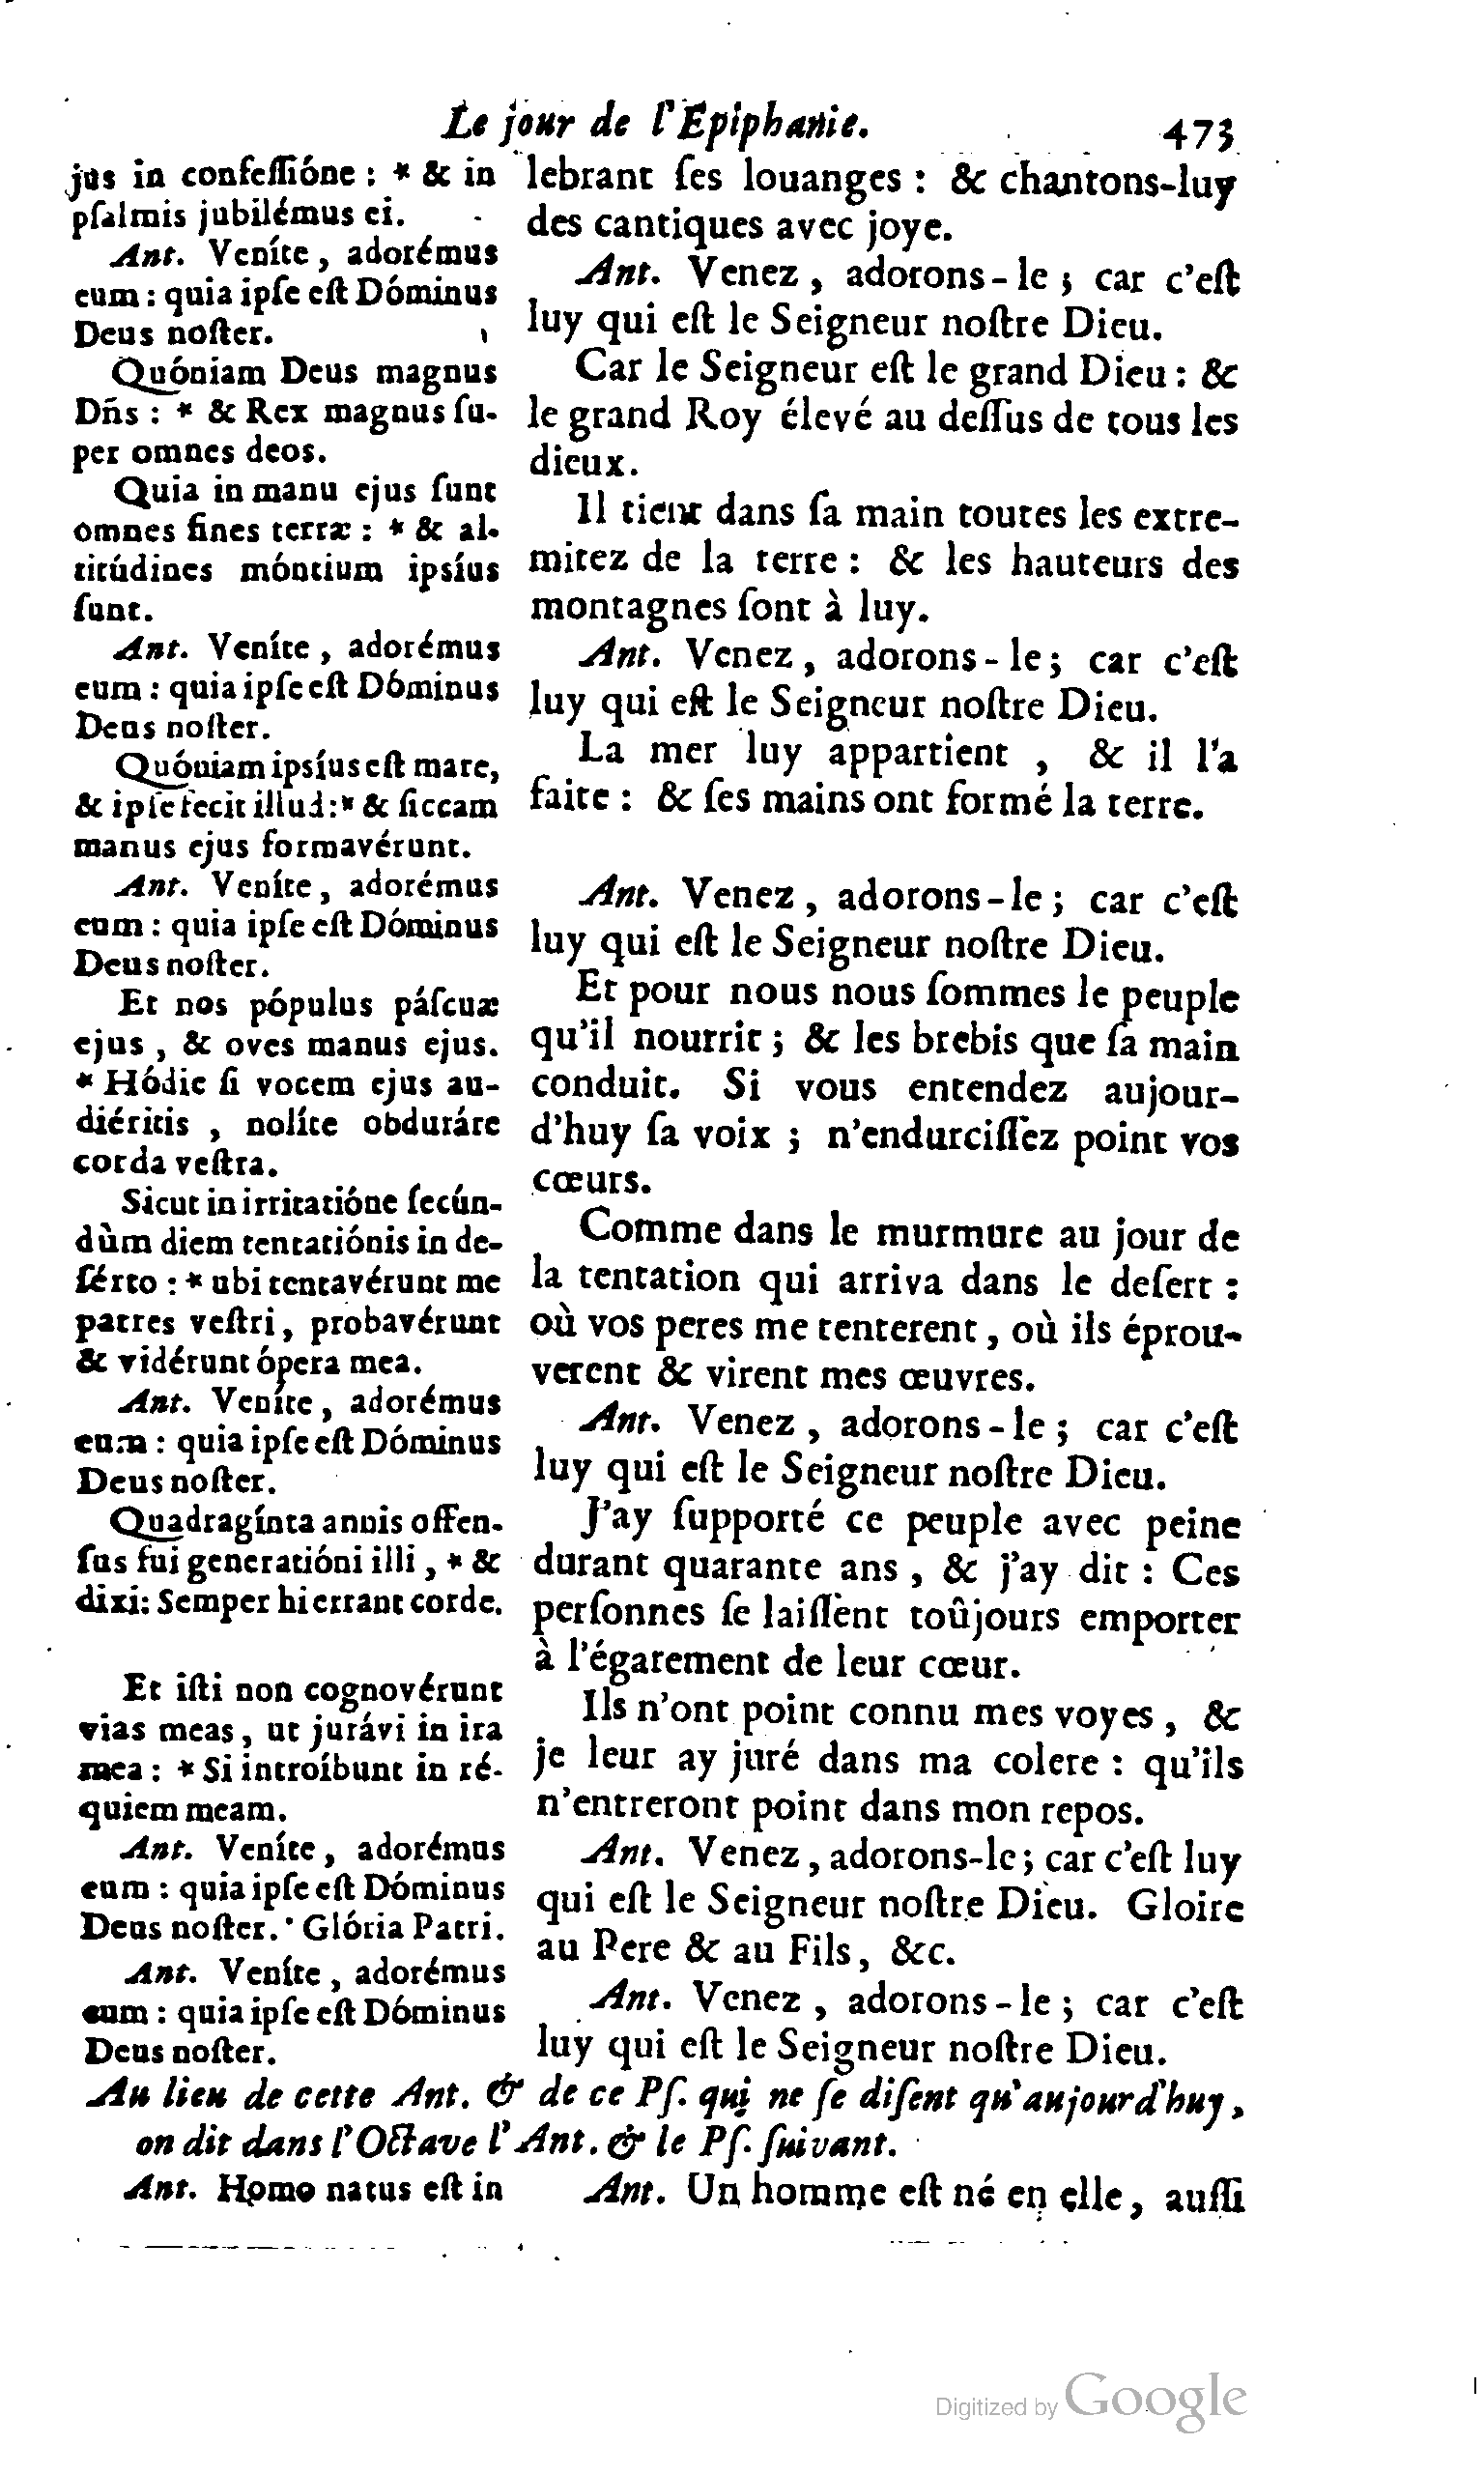 Le jour de l'Epiphanie. 473
jus in confeſſióne : * & in
pſalmis jubilémus ei.
Ant. Veníte, adorémus
eum : quia ipſe eſt Dóminus
Deus noſter.
Quóniam Deus magnus
Dñs : * & Rex magnus ſu-
per omnes deos.
Quia in manu ejus ſunt
omnes fines terræ : * & al-
titúdines móntium ipsíus
ſunt.
Ant. Veníte, adorémus
eum : quia ipſe eſt Dóminus
Deus noſter.
Quóniam ipsíus eſt mare,
& ipſe fecit illud : * & ſiccam
manus ejus formavérunt.
Ant. Veníte, adorémus
eum : quia ipſe eſt Dóminus
Deus noſter.
Et nos pópulus páſcuæ
ejus, & oves manus ejus.
* Hódie ſi vocem ejus au-
diéritis, nolíte obduráre
corda veſtra.
Sicut in irritatióne ſecún-
dùm diem tentatiónis in de-
ſérto : * ubi tentavérunt me
patres veſtri, probavérunt
& vidérunt ópera mea.
Ant. Veníte, adorémus
eum : quia ipſe eſt Dóminus
Deus noſter.
Quadragínta annis offen-
ſus fui generatióni illi, * &
dixi: Semper hi errant corde.
Et iſti non cognovérunt
vias meas, ut jurávi in ira
mea : * Si introíbunt in ré-
quiem meam.
Ant. Veníte, adorémus
eum : quia ipſe eſt Dóminus
Deus noſter. Glória Patri.
Ant. Veníte, adorémus
eum : quia ipſe eſt Dóminus
Deus noſter.
lebrant ſes louanges : & chantons-luy
des cantiques avec joye.
Ant. Venez, adorons-le ; car c'eſt
luy qui eſt le Seigneur noſtre Dieu.
Car le Seigneur eſt le grand Dieu : &
le grand Roy élevé au deſſus de tous les
dieux.
Il tient dans ſa main toutes les extre-
mitez de la terre : & les hauteurs des
montagnes ſont à luy.
Ant. Venez, adorons-le ; car c'eſt
luy qui eſt le Seigneur noſtre Dieu.
La mer luy appartient, & il l'a
faite : & ſes mains ont formé la terre.
Ant. Venez, adorons-le ; car c'eſt
luy qui eſt le Seigneur noſtre Dieu.
Et pour nous nous ſommes le peuple
qu'il nourrit ; & les brebis que ſa main
conduit. Si vous entendez aujour-
d'huy ſa voix ; n'endurciſſez point vos
cœurs.
Comme dans le murmure au jour de
la tentation qui arriva dans le deſert :
où vos peres me tenterent, où ils éprou-
verent & virent mes œuvres.
Ant. Venez, adorons-le ; car c'eſt
luy qui eſt le Seigneur noſtre Dieu.
J'ay ſupporté ce peuple avec peine
durant quarante ans, & j'ay dit : Ces
perſonnes ſe laiſſent toûjours emporter
à l'égarement de leur cœur.
Ils n'ont point connu mes voyes, &
je leur ay juré dans ma colere : qu'ils
n'entreront point dans mon repos.
Ant. Venez, adorons-le ; car c'eſt luy
qui eſt le Seigneur noſtre Dieu. Gloire
au Pere & au Fils, &c.
Ant. Venez, adorons-le ; car c'eſt
luy qui eſt le Seigneur noſtre Dieu.
Au lieu de cette Ant. & de ce Pſ. qui ne ſe diſent qu'aujourd'huy,
on dit dans l'Octave l'Ant. & le Pſ. ſuivant.
Ant. Homo natus eſt in
Ant. Un homme eſt né en elle, auſſi
Digitized by Google